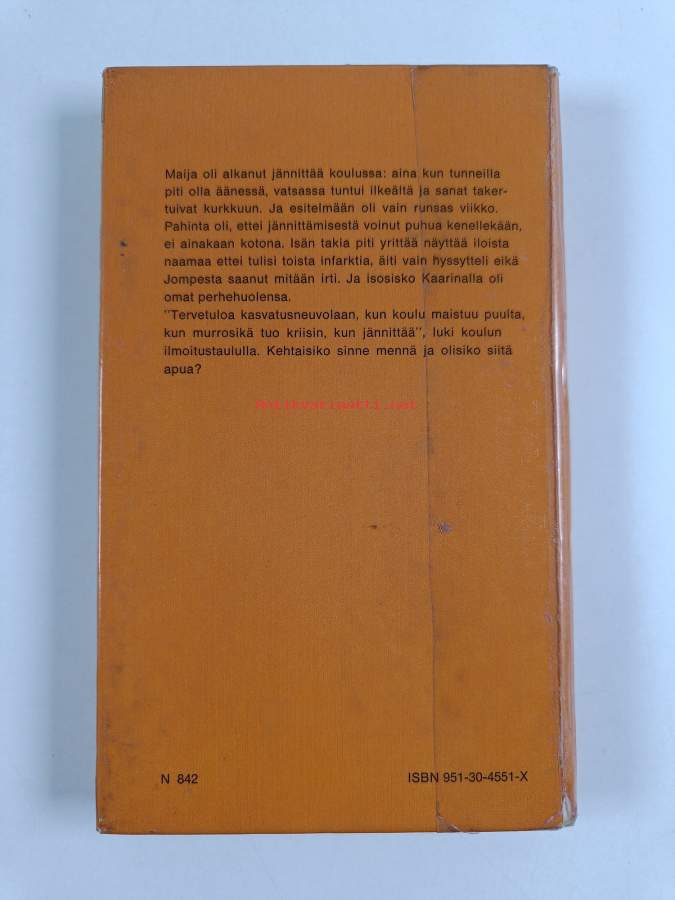 Maija oli alkanut jännittää koulussa: aina kun tunneilla
piti olla äänessä, vatsassa tuntui ilkeältä ja sanat taker-
tuivat kurkkuun. Ja esitelmään oli vain runsas viikko.
Pahinta oli, ettei jännittämisestä voinut puhua kenellekään,
ei ainakaan kotona. Isän takia piti yrittää näyttää iloista
naamaa ettei tulisi toista infarktia, äiti vain hyssytteli eikä
Jompesta saanut mitään irti. Ja isosisko Kaarinalla oli
omat perhehuolensa.
"Tervetuloa kasvatusneuvolaan, kun koulu maistuu puulta,
kun murrosikä tuo kriisin, kun jännittää", luki koulun
ilmoitustaululla. Kehtaisiko sinne mennä ja olisiko siitä
apua?
antikvariaatti.net
N 842
ISBN 951-30-4551-X